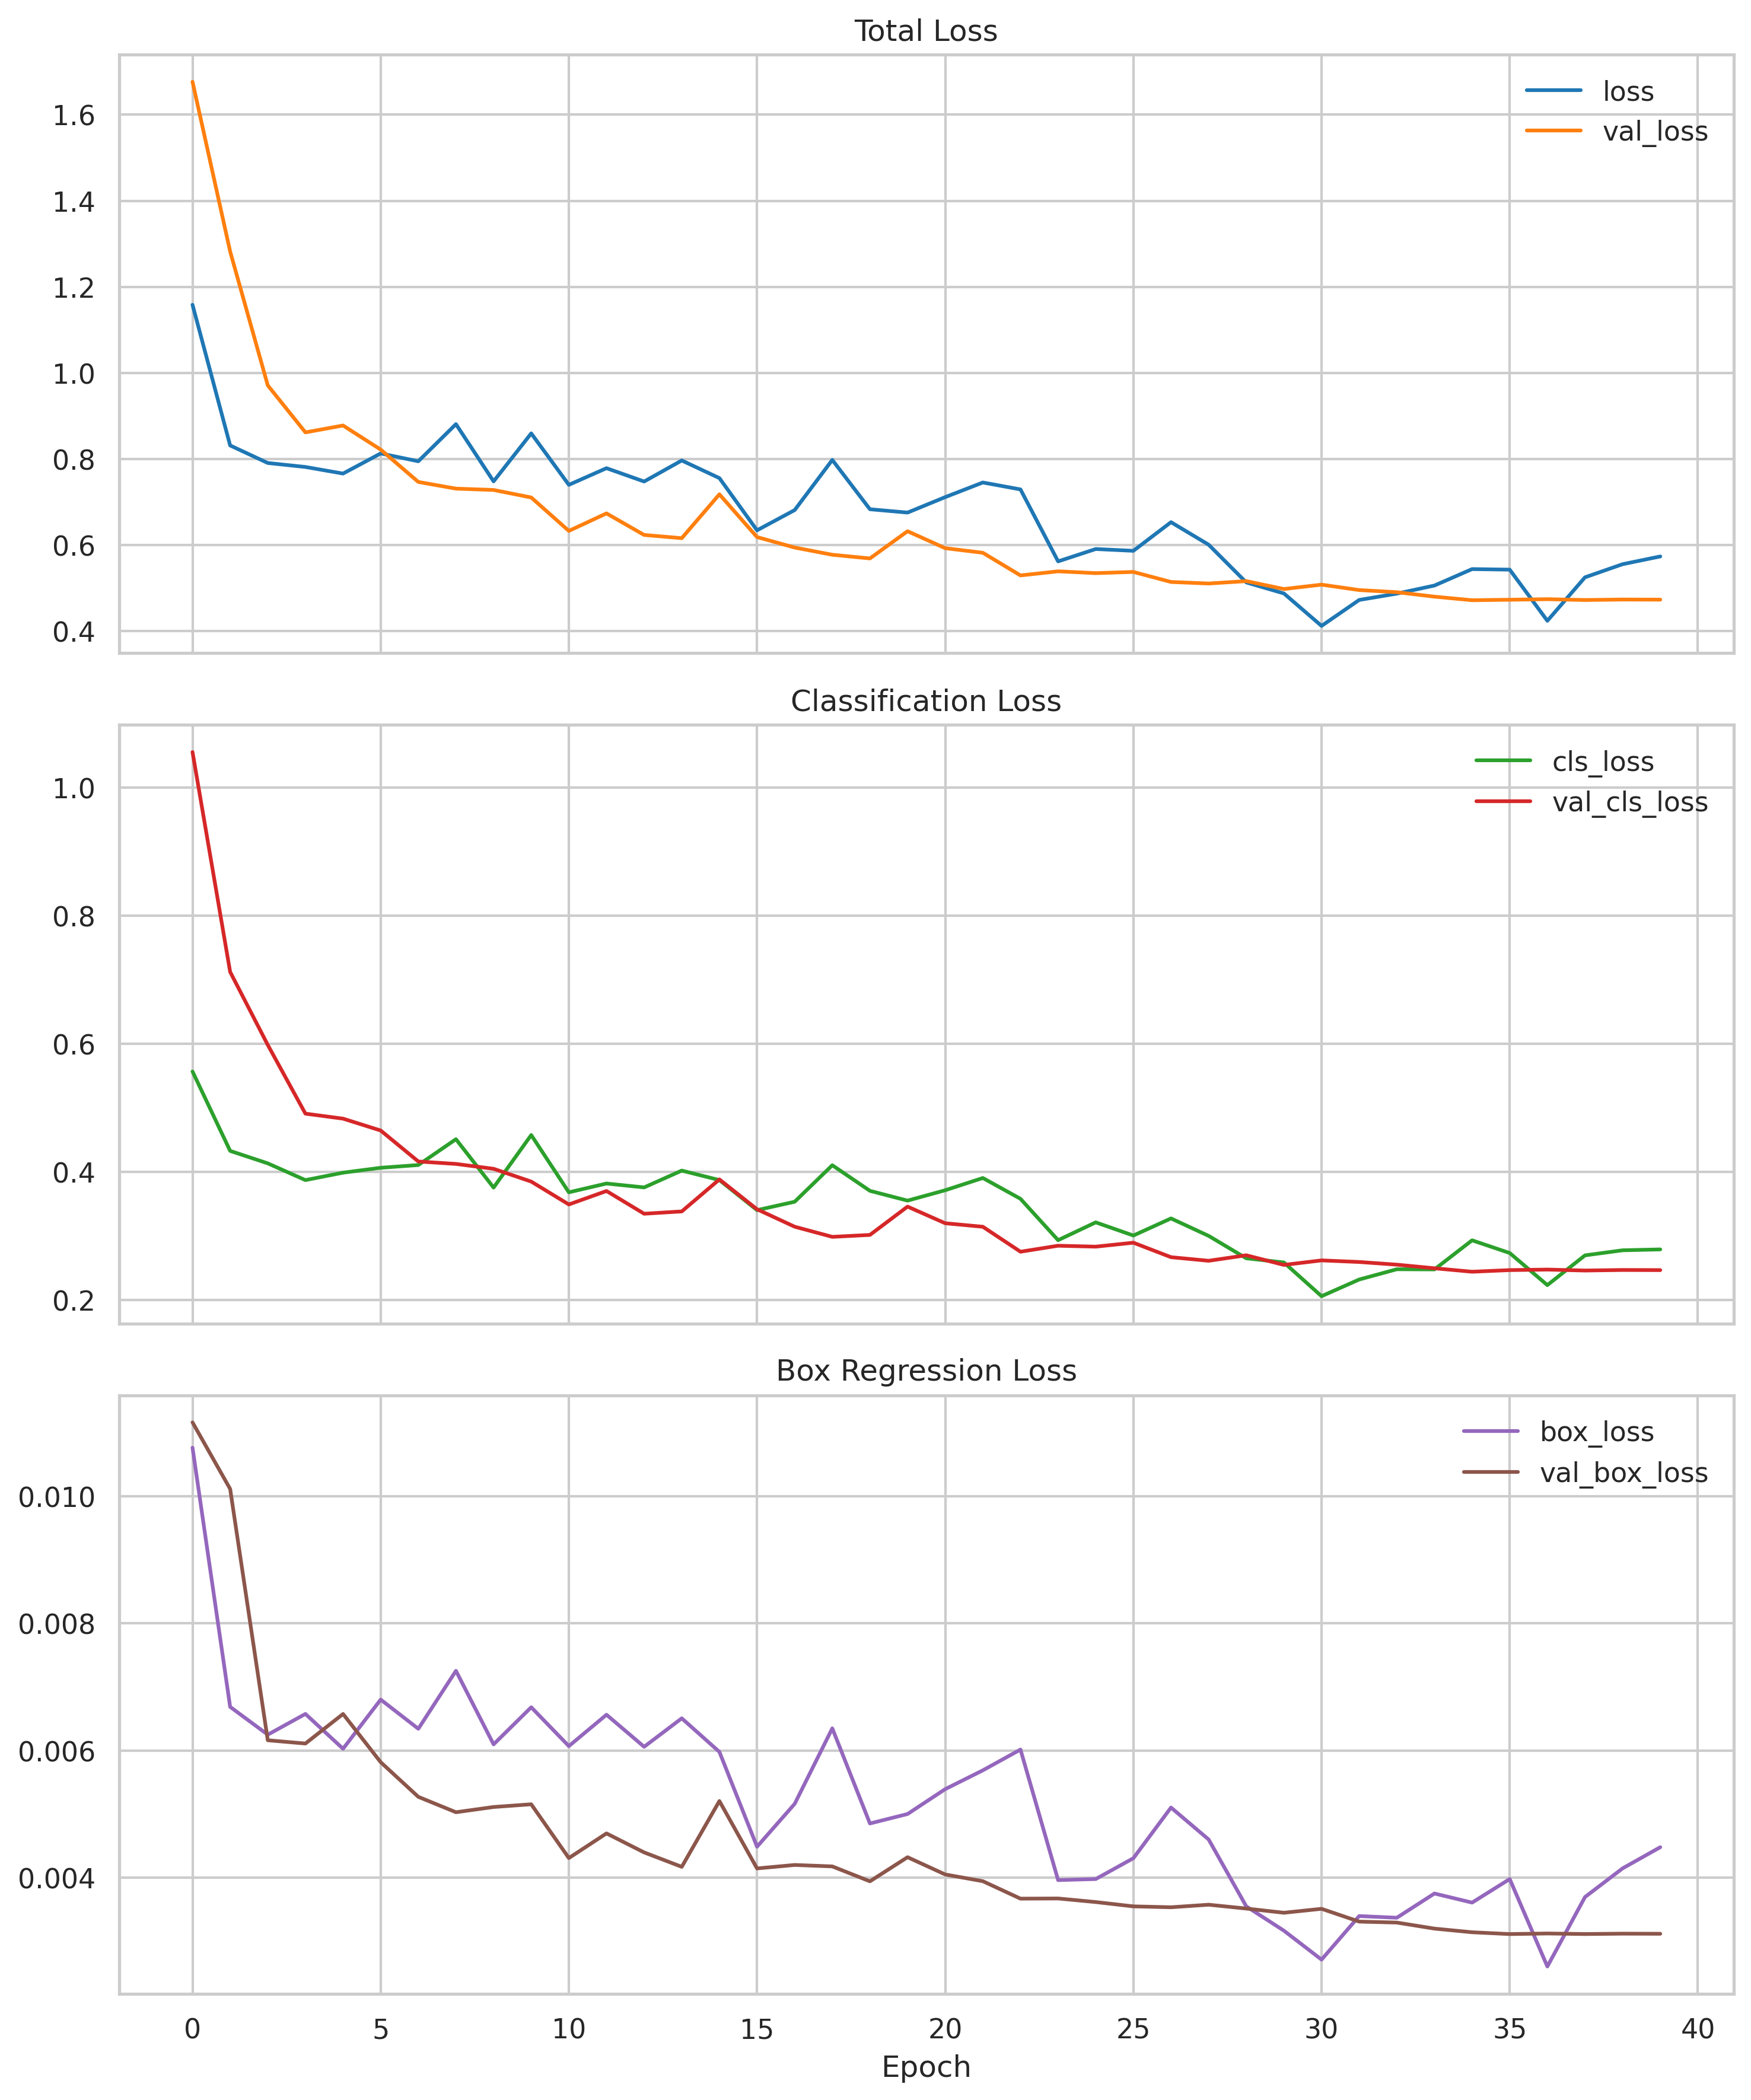 Total Loss
loss
val_loss
1.6
1.4
1.2
1.0
0.8
0.6
0.4
Classification Loss
cls_loss
val_cls_loss
1.0
0.8
0.6
0.4
0.2
Box Regression Loss
box_loss
val_box_loss
0.010
0.008
0.006
0.004
0 5 10 15 20 25 30 35 40
Epoch